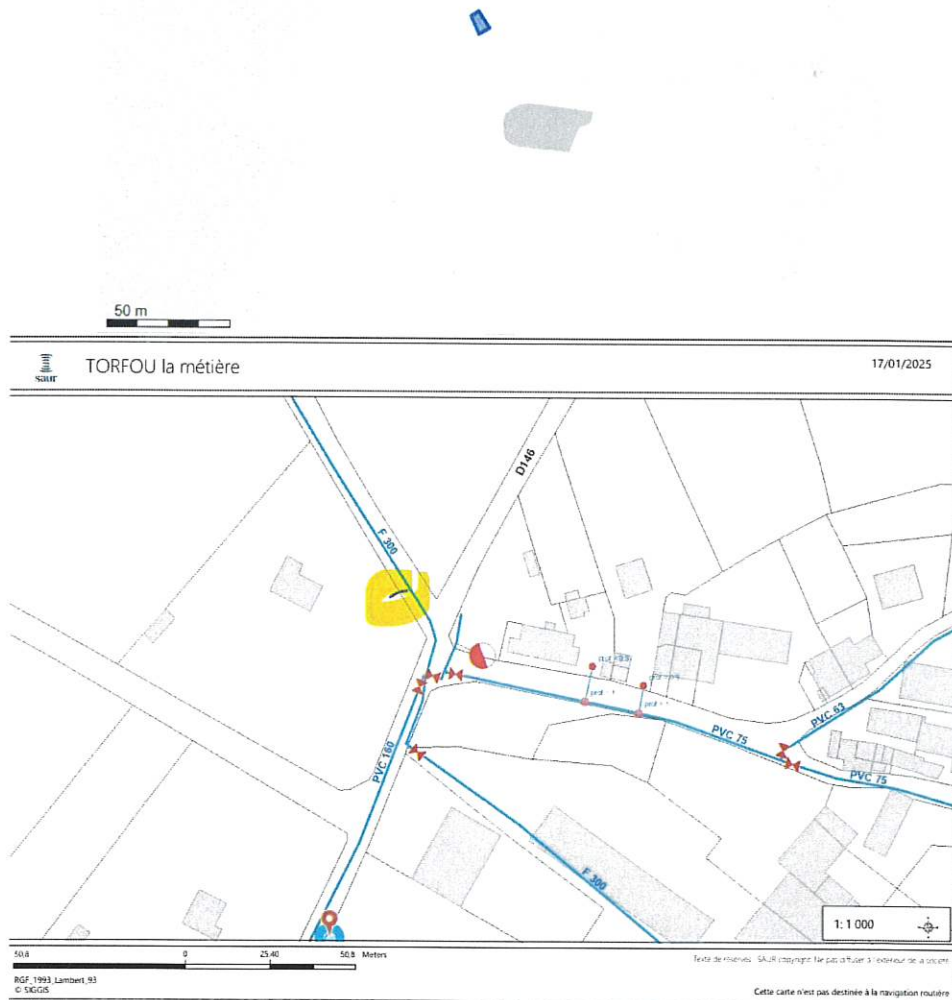 50 m
saur
TORFOU la métière
17/01/2025
D146
F 300
PVC 160
PVC 75
PVC 63
PVC 75
F 300
1: 1 000
50,8 0 25,40 50,8 Meters
RGF_1993_Lambert_93
© SIGGIS
Cette carte n'est pas destinée à la navigation routière